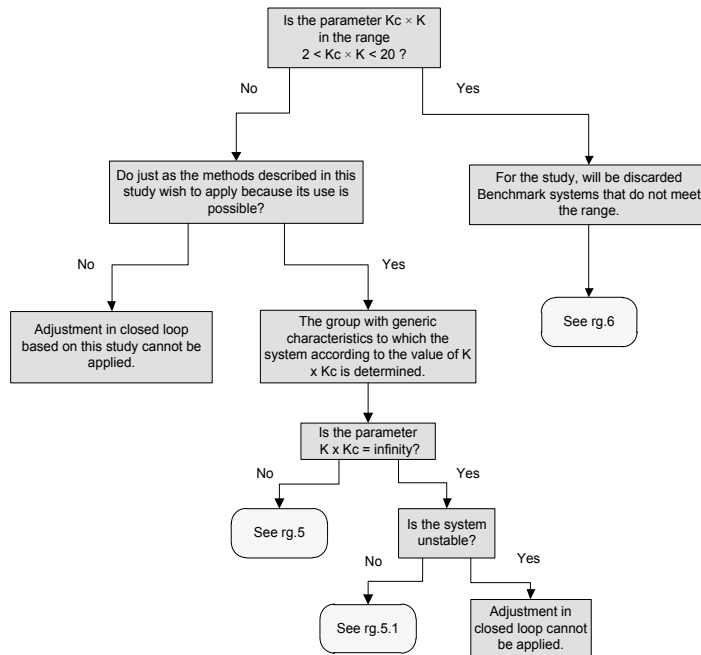 Is the parameter Kc × K
in the range
2 < Kc × K < 20 ?
No
Yes
Do just as the methods described in this
study wish to apply because its use is
possible?
For the study, will be discarded
Benchmark systems that do not meet
the range.
No
Yes
See rg.6
Adjustment in closed loop
based on this study cannot be
applied.
The group with generic
characteristics to which the
system according to the value of K
x Kc is determined.
Is the parameter
K x Kc = infinity?
No
Yes
See rg.5
Is the system
unstable?
No
Yes
See rg.5.1
Adjustment in
closed loop cannot
be applied.